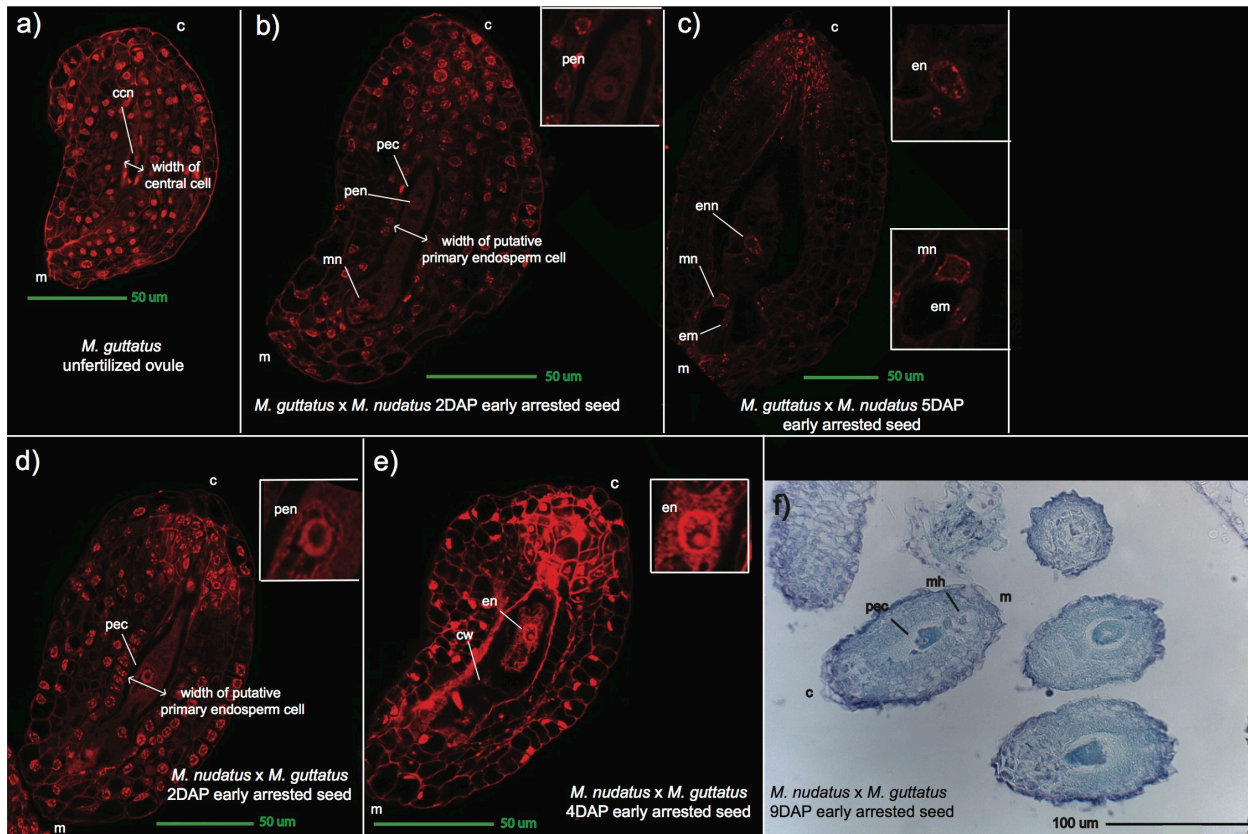 a)
c
ccn
width of
central cell
m
50 um
M. guttatus
unfertilized ovule
b)
c
pen
pec
pen
width of putative
primary endosperm cell
mn
m
50 um
M. guttatus x M. nudatus 2DAP early arrested seed
c)
c
en
enn
mn
em
mn
em
m
50 um
M. guttatus x M. nudatus 5DAP
early arrested seed
d)
c
pen
pec
width of putative
primary endosperm cell
M. nudatus x M. guttatus
2DAP early arrested seed
m
50 um
e)
c
en
en
cw
M. nudatus x M. guttatus
4DAP early arrested seed
m
50 um
f)
mh
m
pec
c
M. nudatus x M. guttatus
9DAP early arrested seed
100 um